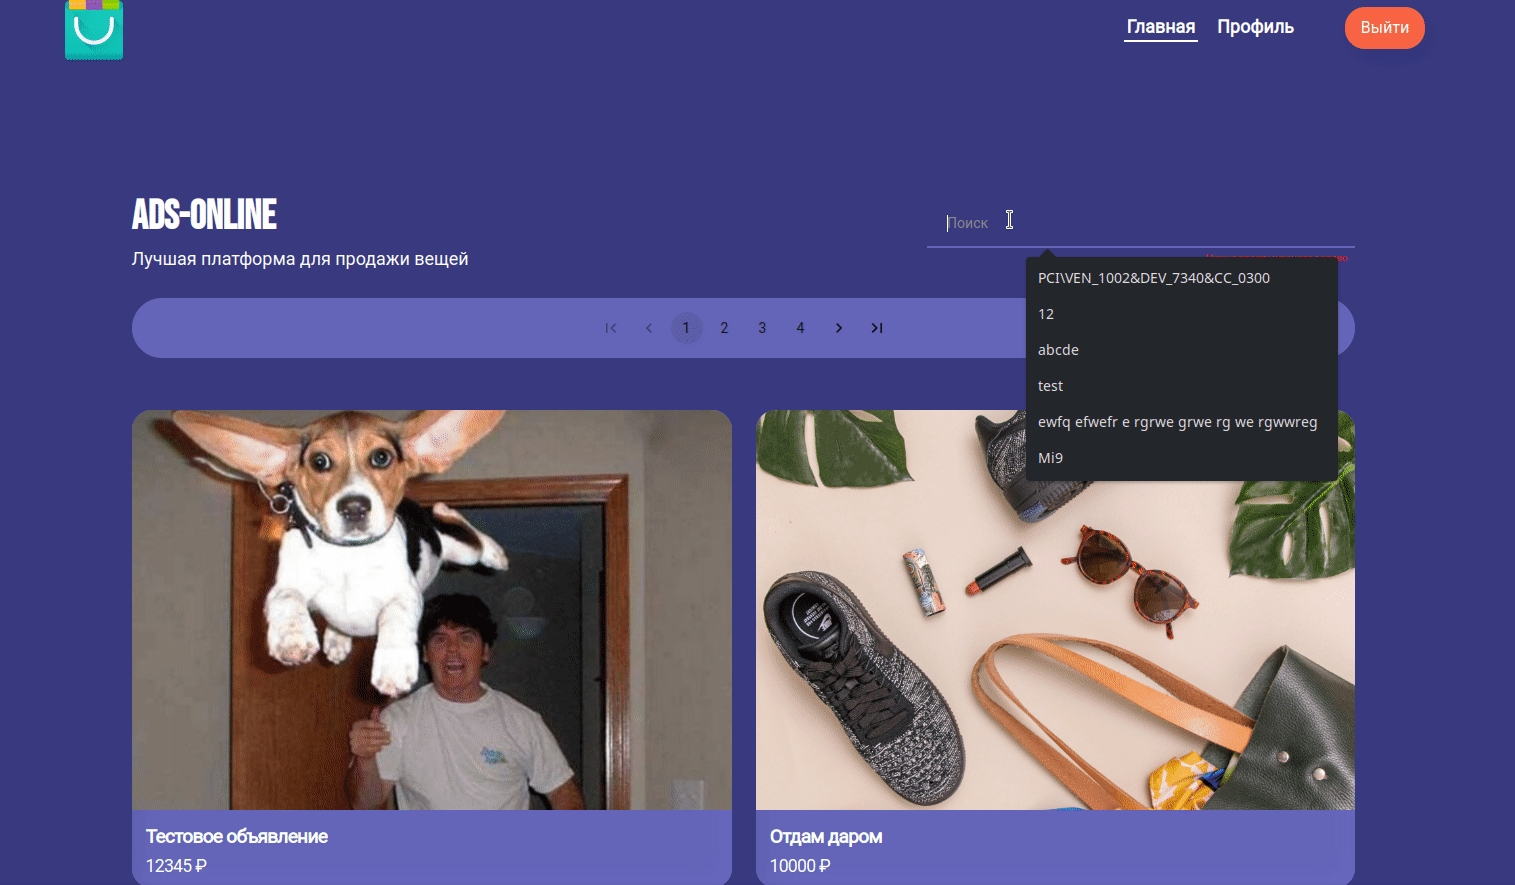 Главная Профиль Выйти
ADS-ONLINE
Поиск
Лучшая платформа для продажи вещей
PCI\VEN_1002&DEV_7340&CC_0300
12
abcde
test
ewfq efwefr e rgrwe grwe rg we rgwwreg
Mi9
1 2 3 4
Тестовое объявление
12345 ₽
Отдам даром
10000 ₽